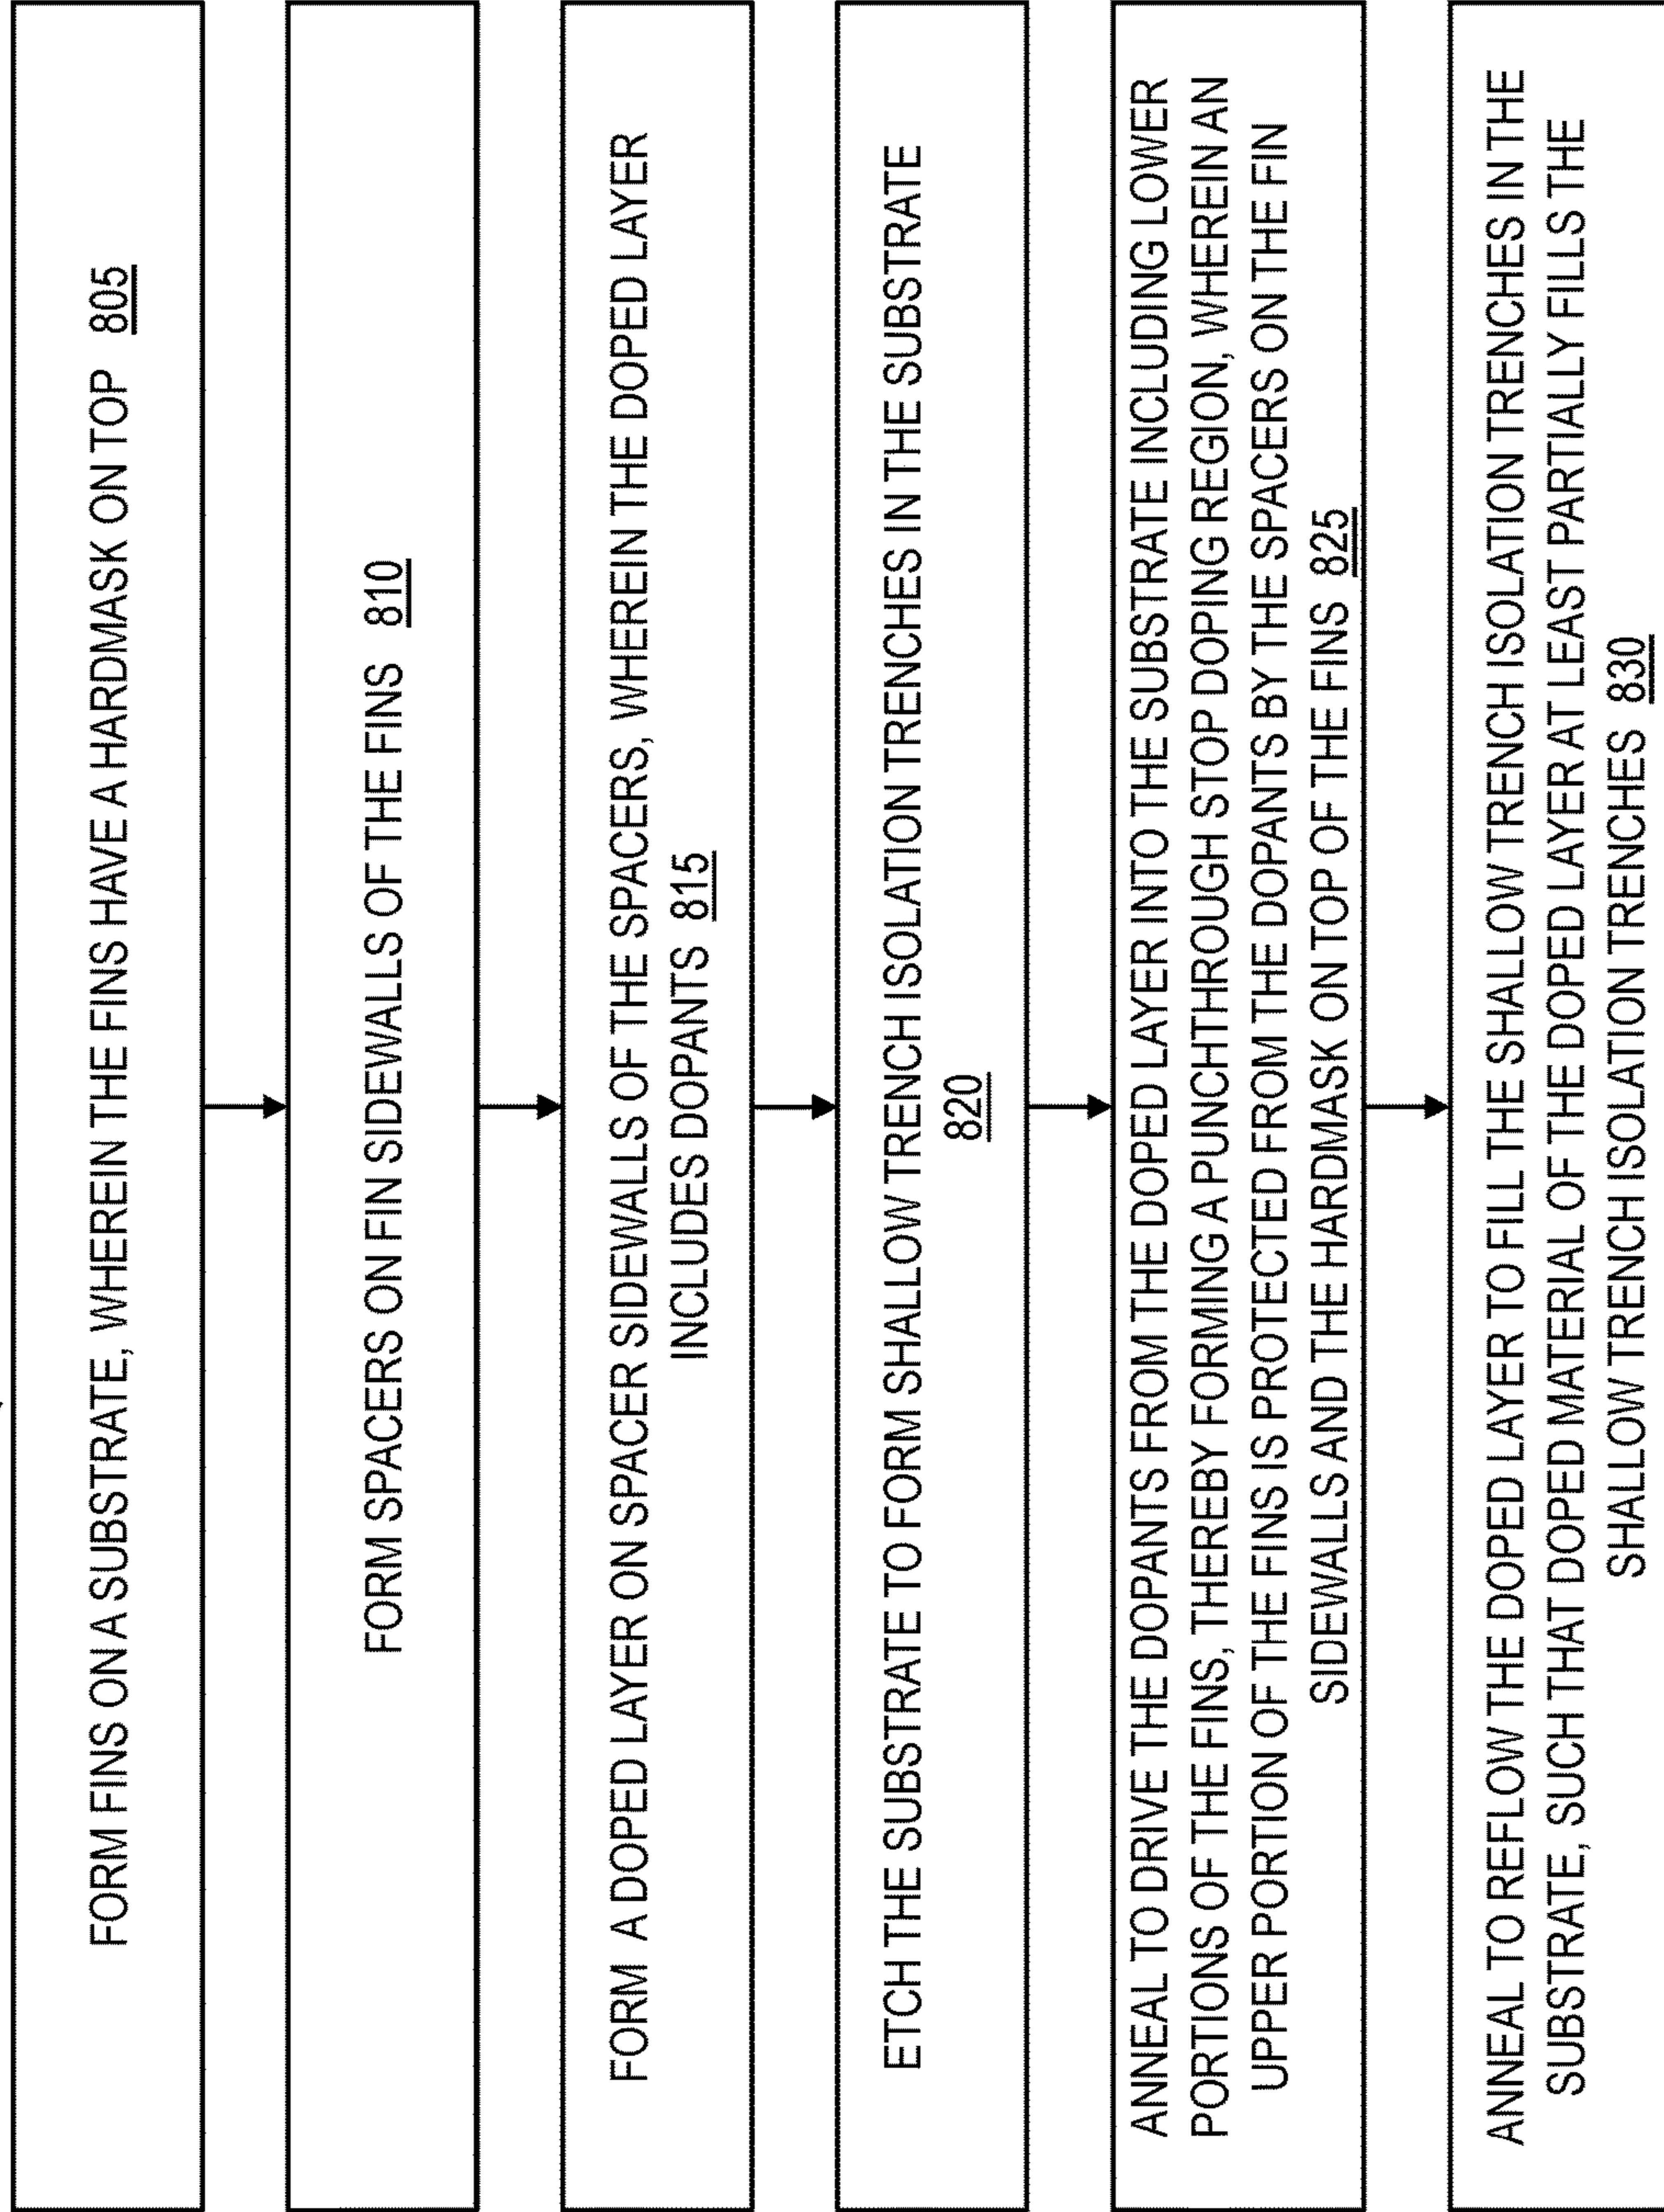 FORM FINS ON A SUBSTRATE, WHEREIN THE FINS HAVE A HARDMASK ON TOP 805
FORM SPACERS ON FIN SIDEWALLS OF THE FINS 810
FORM A DOPED LAYER ON SPACER SIDEWALLS OF THE SPACERS, WHEREIN THE DOPED LAYER
INCLUDES DOPANTS 815
ETCH THE SUBSTRATE TO FORM SHALLOW TRENCH ISOLATION TRENCHES IN THE SUBSTRATE
820
ANNEAL TO DRIVE THE DOPANTS FROM THE DOPED LAYER INTO THE SUBSTRATE INCLUDING LOWER
PORTIONS OF THE FINS, THEREBY FORMING A PUNCHTHROUGH STOP DOPING REGION, WHEREIN AN
UPPER PORTION OF THE FINS IS PROTECTED FROM THE DOPANTS BY THE SPACERS ON THE FIN
SIDEWALLS AND THE HARDMASK ON TOP OF THE FINS 825
ANNEAL TO REFLOW THE DOPED LAYER TO FILL THE SHALLOW TRENCH ISOLATION TRENCHES IN THE
SUBSTRATE, SUCH THAT DOPED MATERIAL OF THE DOPED LAYER AT LEAST PARTIALLY FILLS THE
SHALLOW TRENCH ISOLATION TRENCHES 830